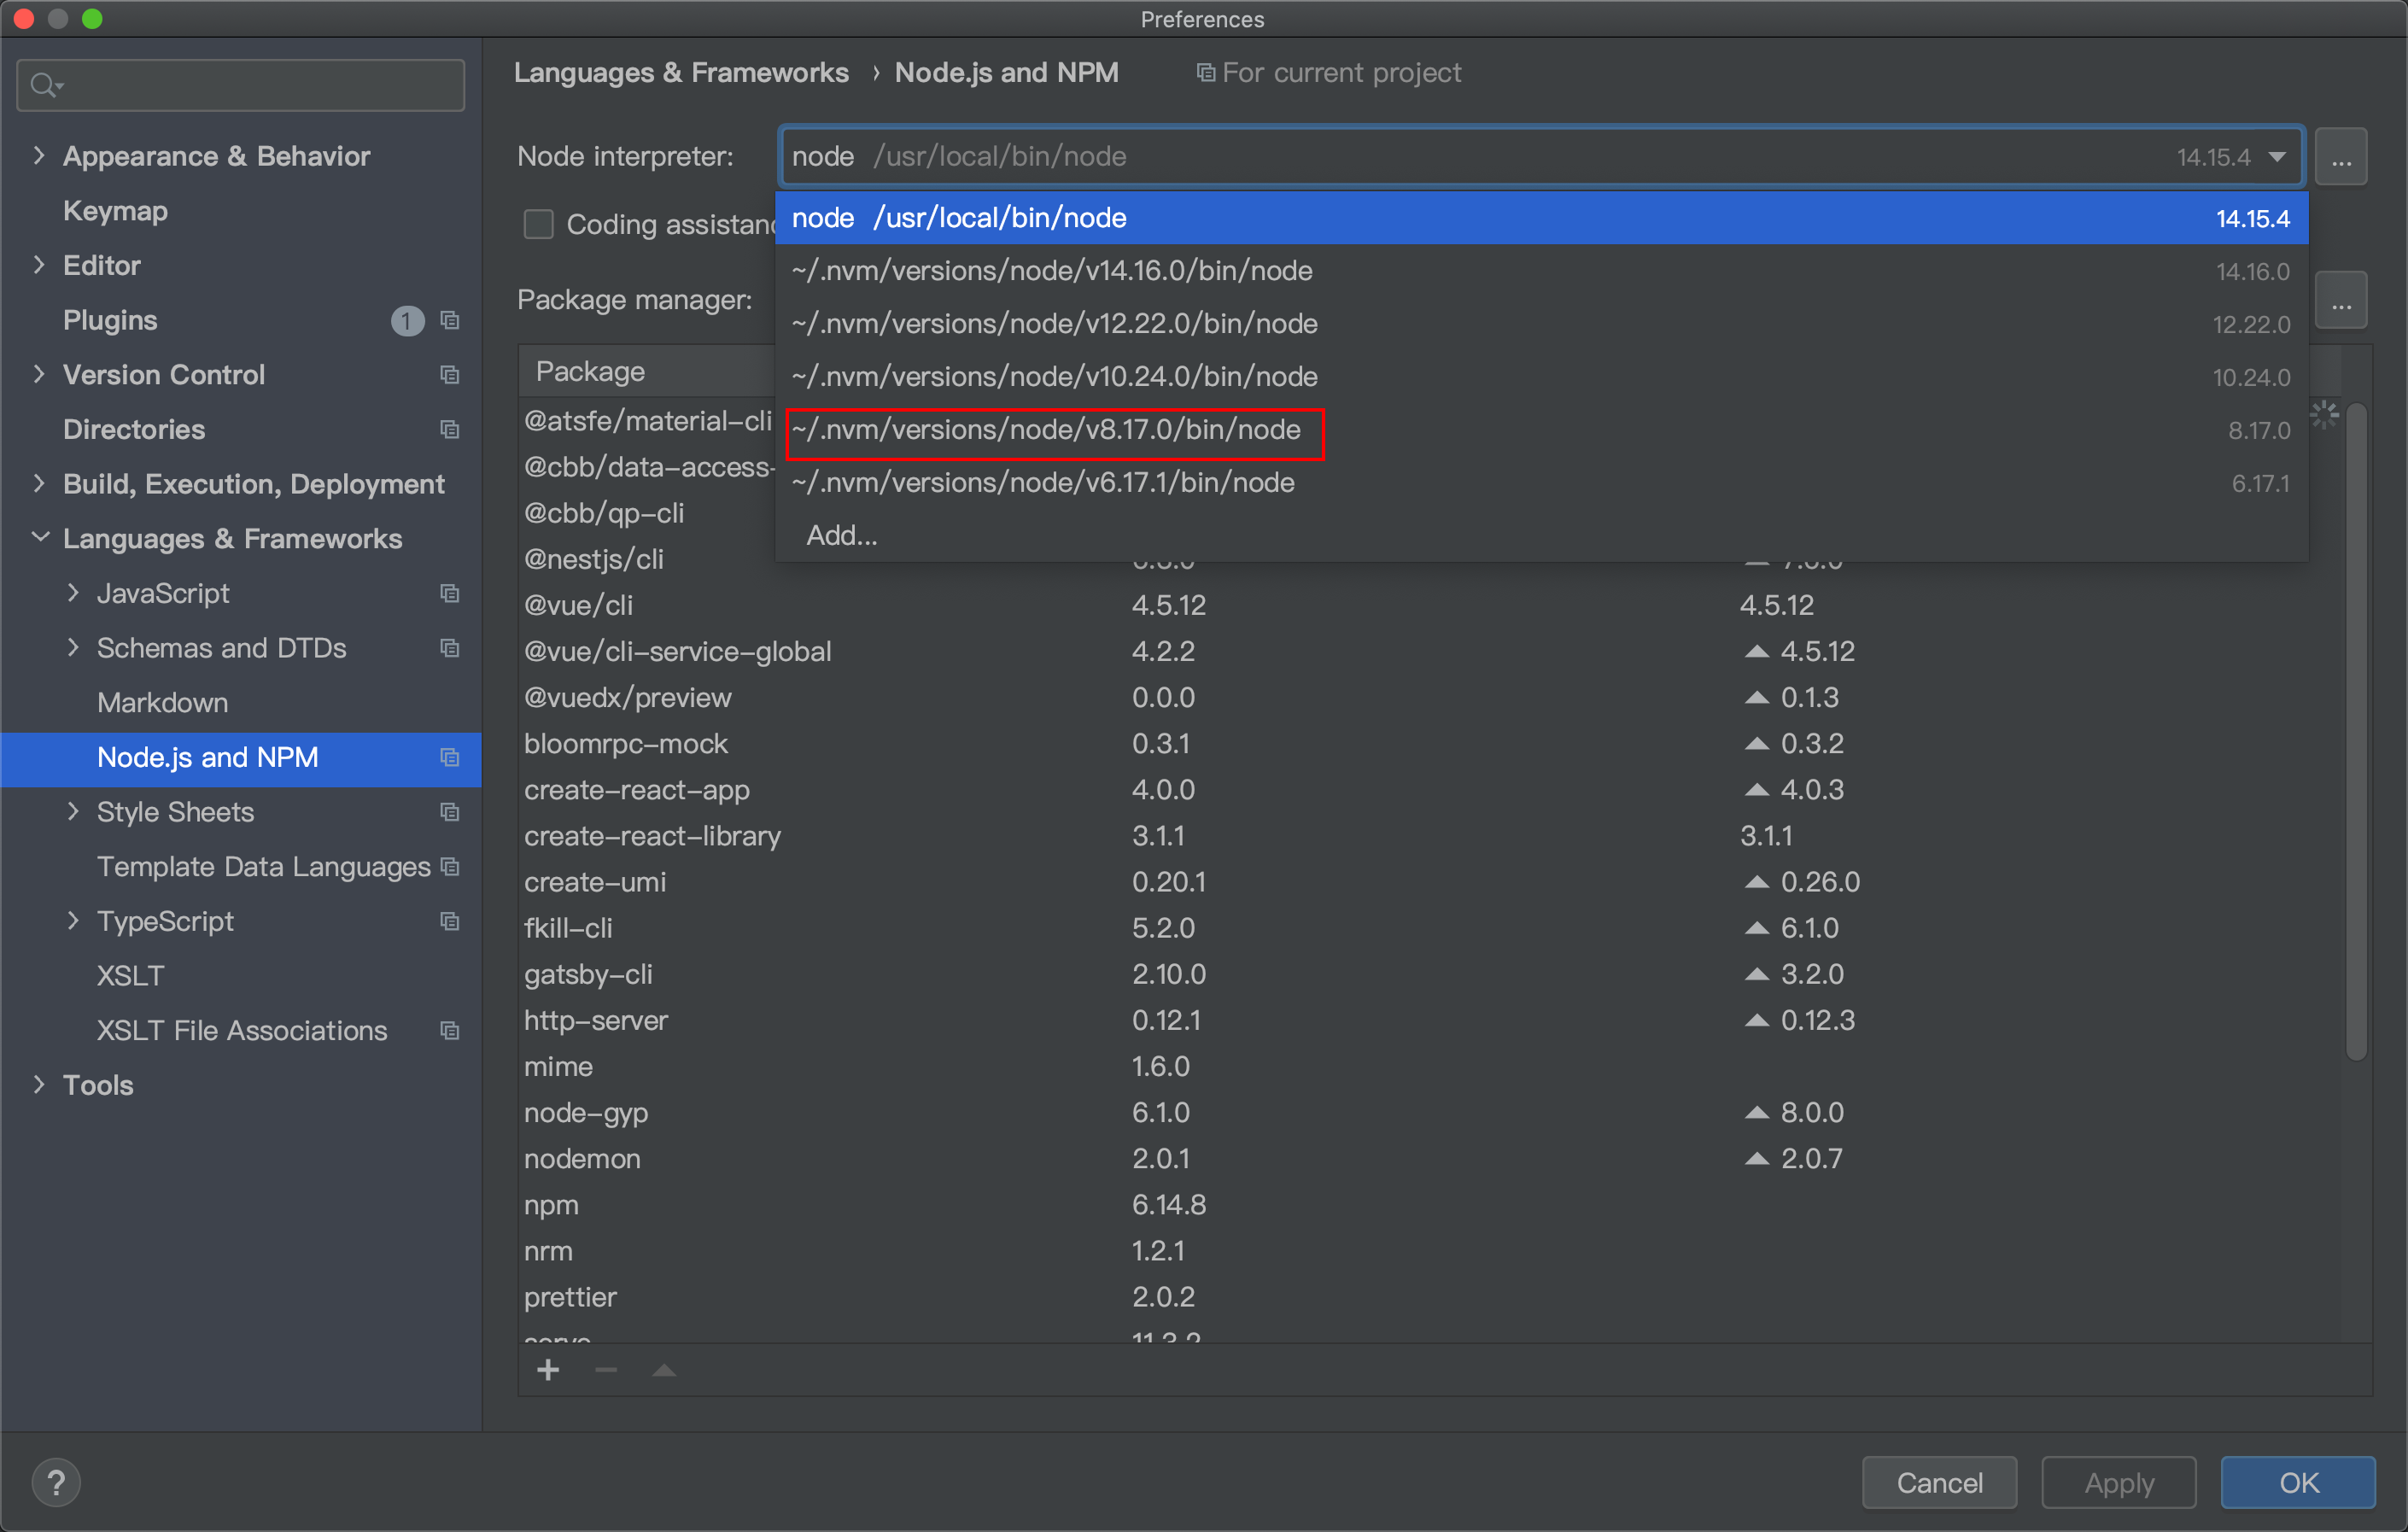 Preferences
Languages & Frameworks › Node.js and NPM For current project
Appearance & Behavior
Keymap
Editor
Plugins 1
Version Control
Directories
Build, Execution, Deployment
Languages & Frameworks
JavaScript
Schemas and DTDs
Markdown
Node.js and NPM
Style Sheets
Template Data Languages
TypeScript
XSLT
XSLT File Associations
Tools
Node interpreter: node /usr/local/bin/node 14.15.4 ...
node /usr/local/bin/node 14.15.4
Coding assistanc
~/.nvm/versions/node/v14.16.0/bin/node 14.16.0
Package manager: ...
~/.nvm/versions/node/v12.22.0/bin/node 12.22.0
~/.nvm/versions/node/v10.24.0/bin/node 10.24.0
~/.nvm/versions/node/v8.17.0/bin/node 8.17.0
~/.nvm/versions/node/v6.17.1/bin/node 6.17.1
Add...
Package
@atsfe/material-cli
@cbb/data-access-
@cbb/qp-cli
@nestjs/cli
@vue/cli 4.5.12 4.5.12
@vue/cli-service-global 4.2.2 4.5.12
@vuedx/preview 0.0.0 0.1.3
bloomrpc-mock 0.3.1 0.3.2
create-react-app 4.0.0 4.0.3
create-react-library 3.1.1 3.1.1
create-umi 0.20.1 0.26.0
fkill-cli 5.2.0 6.1.0
gatsby-cli 2.10.0 3.2.0
http-server 0.12.1 0.12.3
mime 1.6.0
node-gyp 6.1.0 8.0.0
nodemon 2.0.1 2.0.7
npm 6.14.8
nrm 1.2.1
prettier 2.0.2
serve 11.3.2
?
Cancel Apply OK